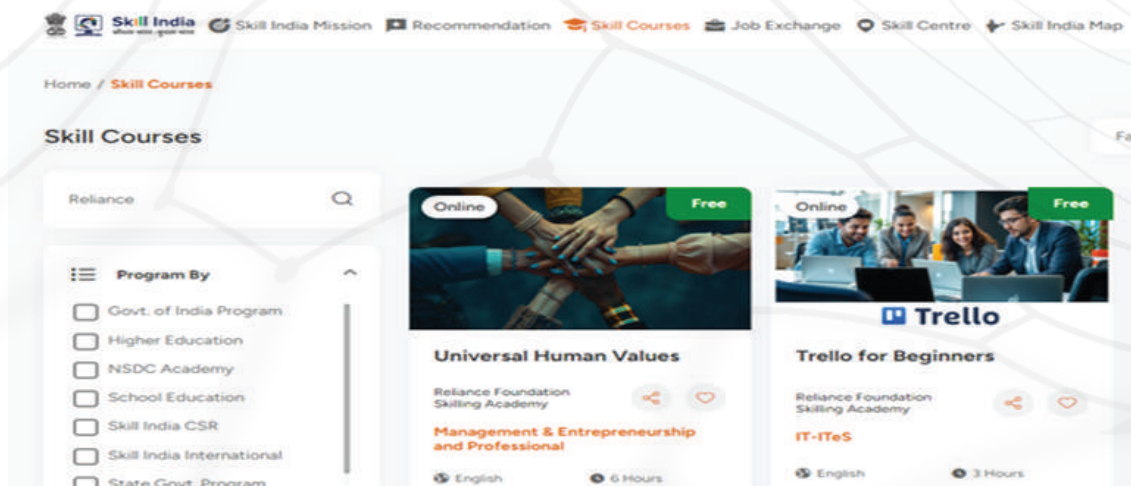 Skill India
Skill India Mission
Recommendation
Skill Courses
Job Exchange
Skill Centre
Skill India Map
Home / Skill Courses
Skill Courses
Fa
Reliance
Program By
Govt. of India Program
Higher Education
NSDC Academy
School Education
Skill India CSR
Skill India International
State Govt. Program
Online
Free
Universal Human Values
Reliance Foundation
Skilling Academy
Management & Entrepreneurship
and Professional
English
6 Hours
Online
Free
Trello
Trello for Beginners
Reliance Foundation
Skilling Academy
IT-ITeS
English
3 Hours